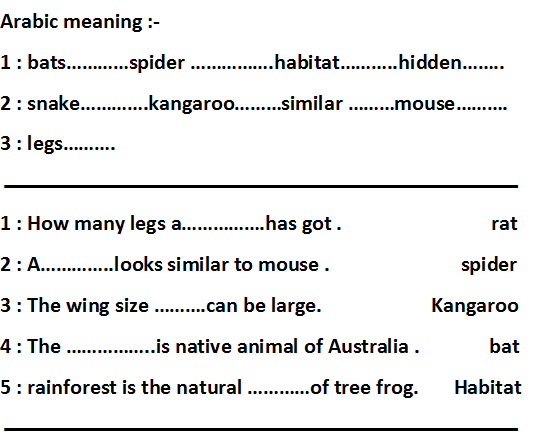 Arabic meaning :-
1 : bats............spider ................habitat...........hidden........
2 : snake.............kangaroo.........similar .........mouse..........
3 : legs..........
1 : How many legs a................has got . rat
2 : A..............looks similar to mouse . spider
3 : The wing size ..........can be large. Kangaroo
4 : The .................is native animal of Australia . bat
5 : rainforest is the natural ............of tree frog. Habitat